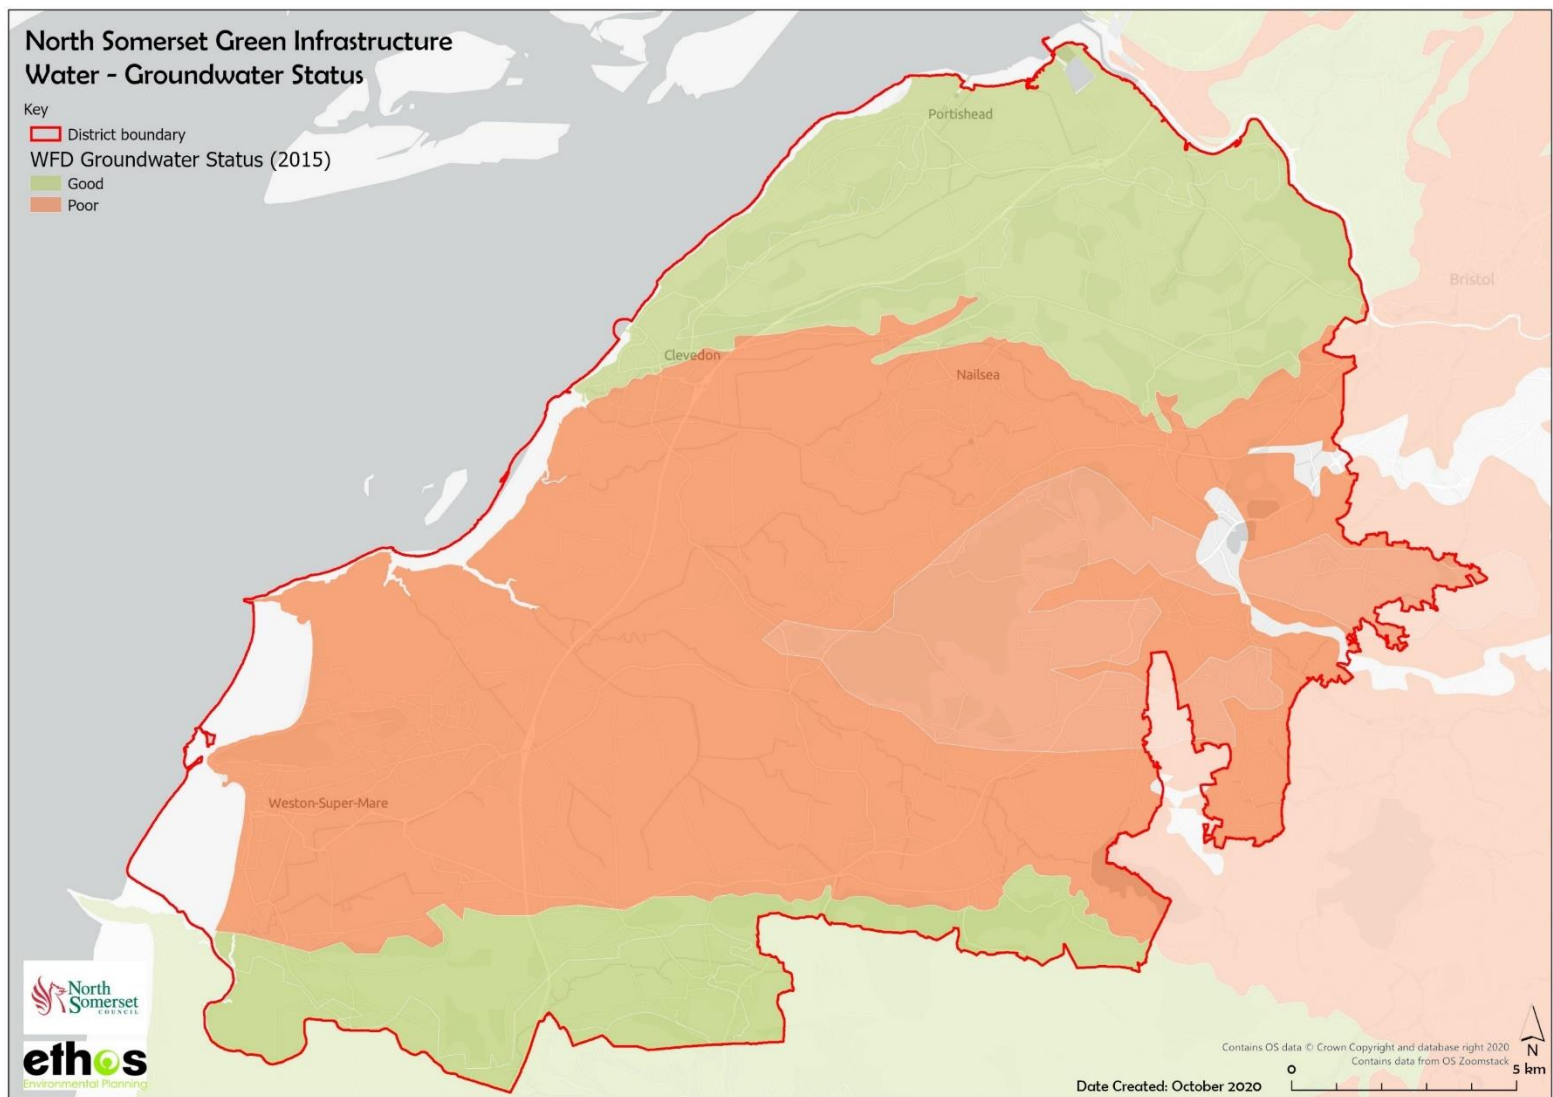 North Somerset Green Infrastructure
Water - Groundwater Status
Key
District boundary
WFD Groundwater Status (2015)
Good
Poor
Portishead
Bristol
Clevedon
Nailsea
Weston-Super-Mare
North
Somerset
COUNCIL
ethos
Environmental Planning
Contains OS data © Crown Copyright and database right 2020
Contains data from OS Zoomstack
N
0
5 km
Date Created: October 2020